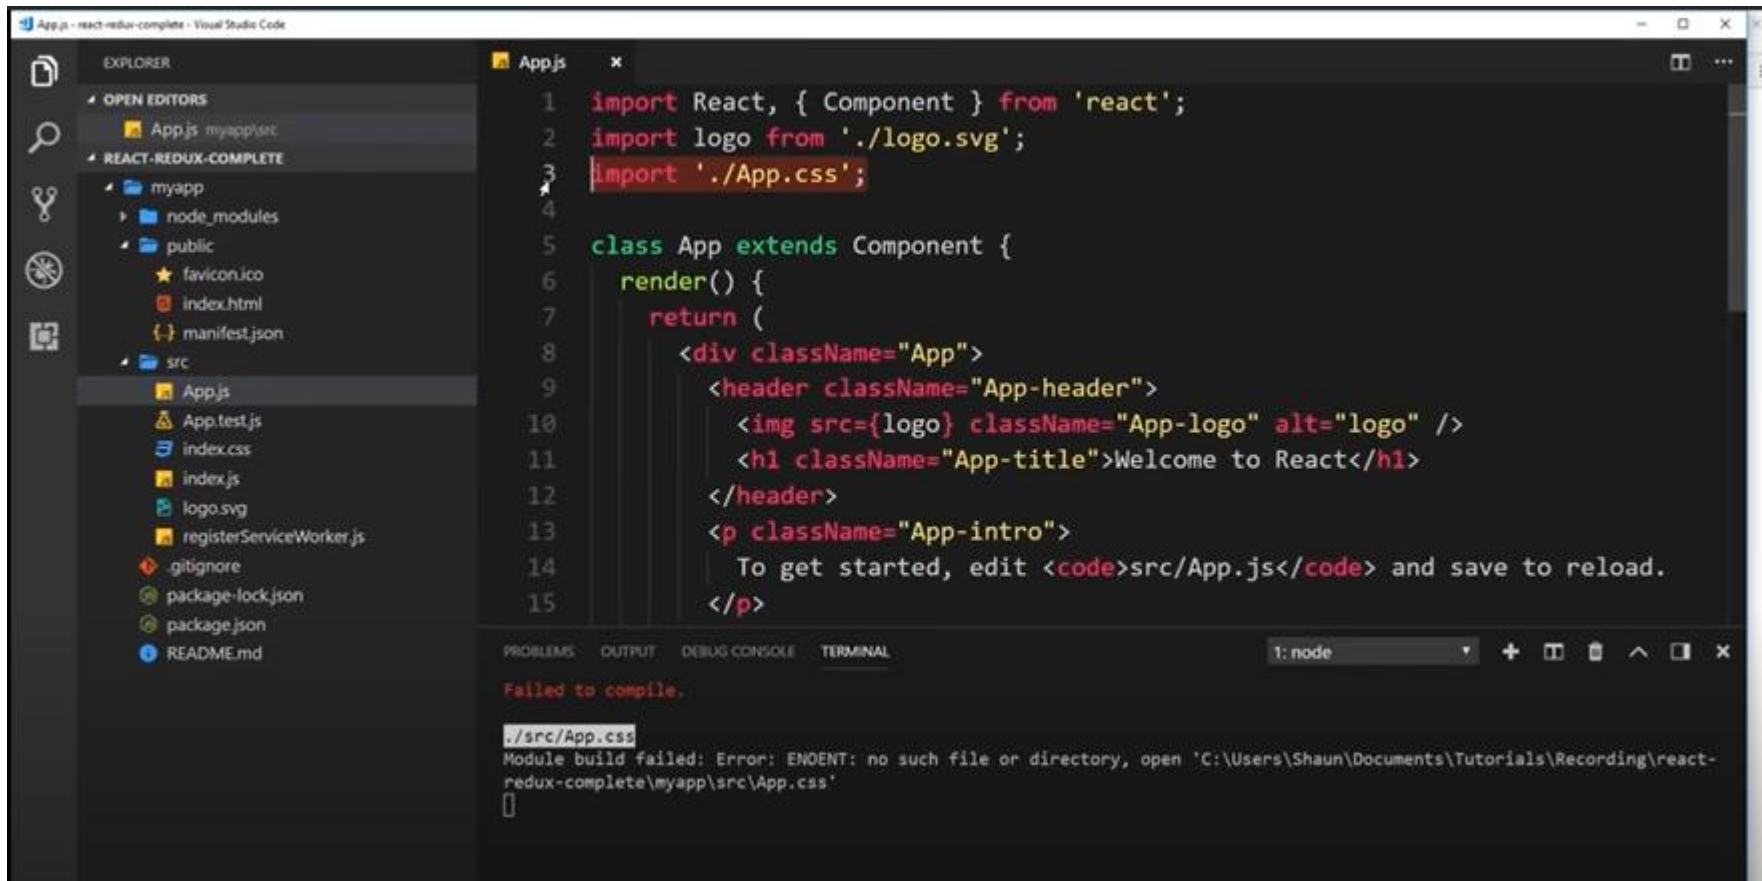 App.js - react-redux-complete - Visual Studio Code
EXPLORER
OPEN EDITORS
App.js myapp\src
REACT-REDUX-COMPLETE
myapp
node_modules
public
favicon.ico
index.html
{..} manifest.json
src
App.js
App.test.js
index.css
index.js
logo.svg
registerServiceWorker.js
.gitignore
package-lock.json
package.json
README.md
App.js
1 import React, { Component } from 'react';
2 import logo from './logo.svg';
3 import './App.css';
4
5 class App extends Component {
6 render() {
7 return (
8 <div className="App">
9 <header className="App-header">
10 <img src={logo} className="App-logo" alt="logo" />
11 <h1 className="App-title">Welcome to React</h1>
12 </header>
13 <p className="App-intro">
14 To get started, edit <code>src/App.js</code> and save to reload.
15 </p>
PROBLEMS OUTPUT DEBUG CONSOLE TERMINAL 1: node
Failed to compile.
./src/App.css
Module build failed: Error: ENOENT: no such file or directory, open 'C:\Users\Shaun\Documents\Tutorials\Recording\react-
redux-complete\myapp\src\App.css'